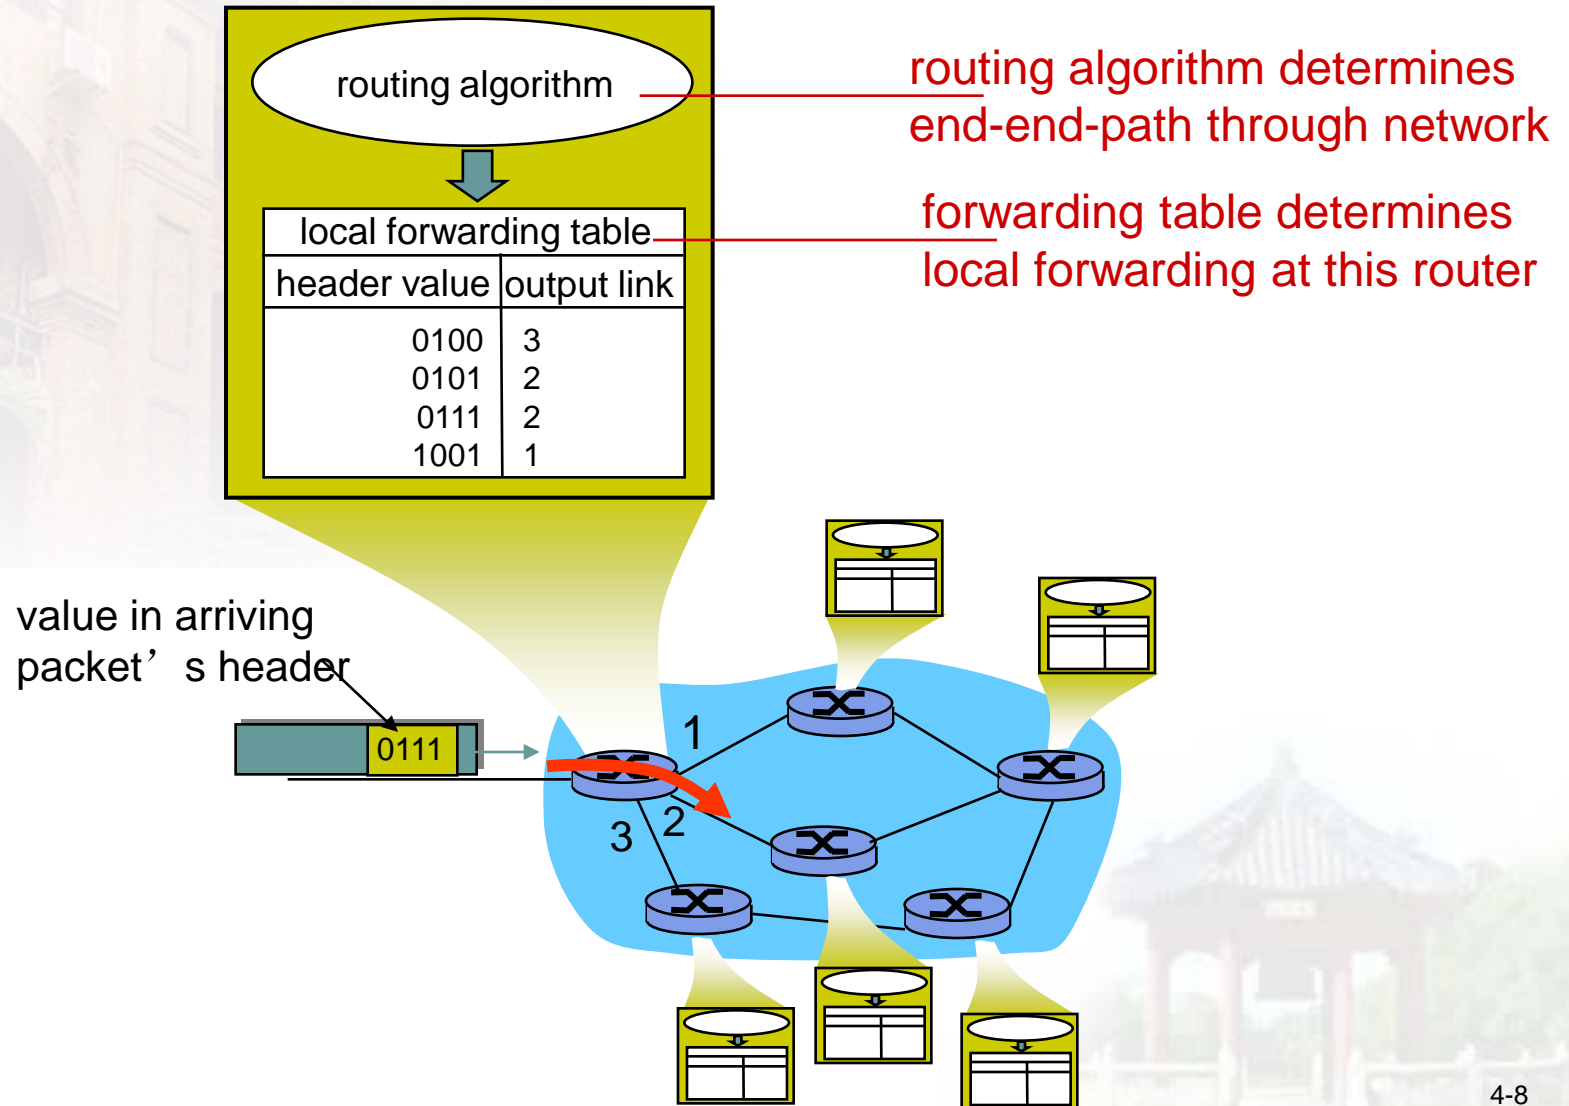 routing algorithm
routing algorithm determines
end-end-path through network
local forwarding table
forwarding table determines
local forwarding at this router
header value output link
0100 3
0101 2
0111 2
1001 1
value in arriving
packet’s header
0111
1
2
3
4-8